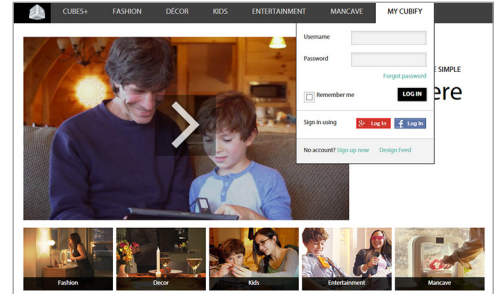 CUBES+ FASHION DÉCOR KIDS ENTERTAINMENT MANCAVE MY CUBIFY
Username
Password
Forgot password
Remember me LOG IN
Sign in using g+ Log In f Log In
No account? Sign up now Design Feed
SIMPLE
ere
Fashion Decor Kids Entertainment Mancave